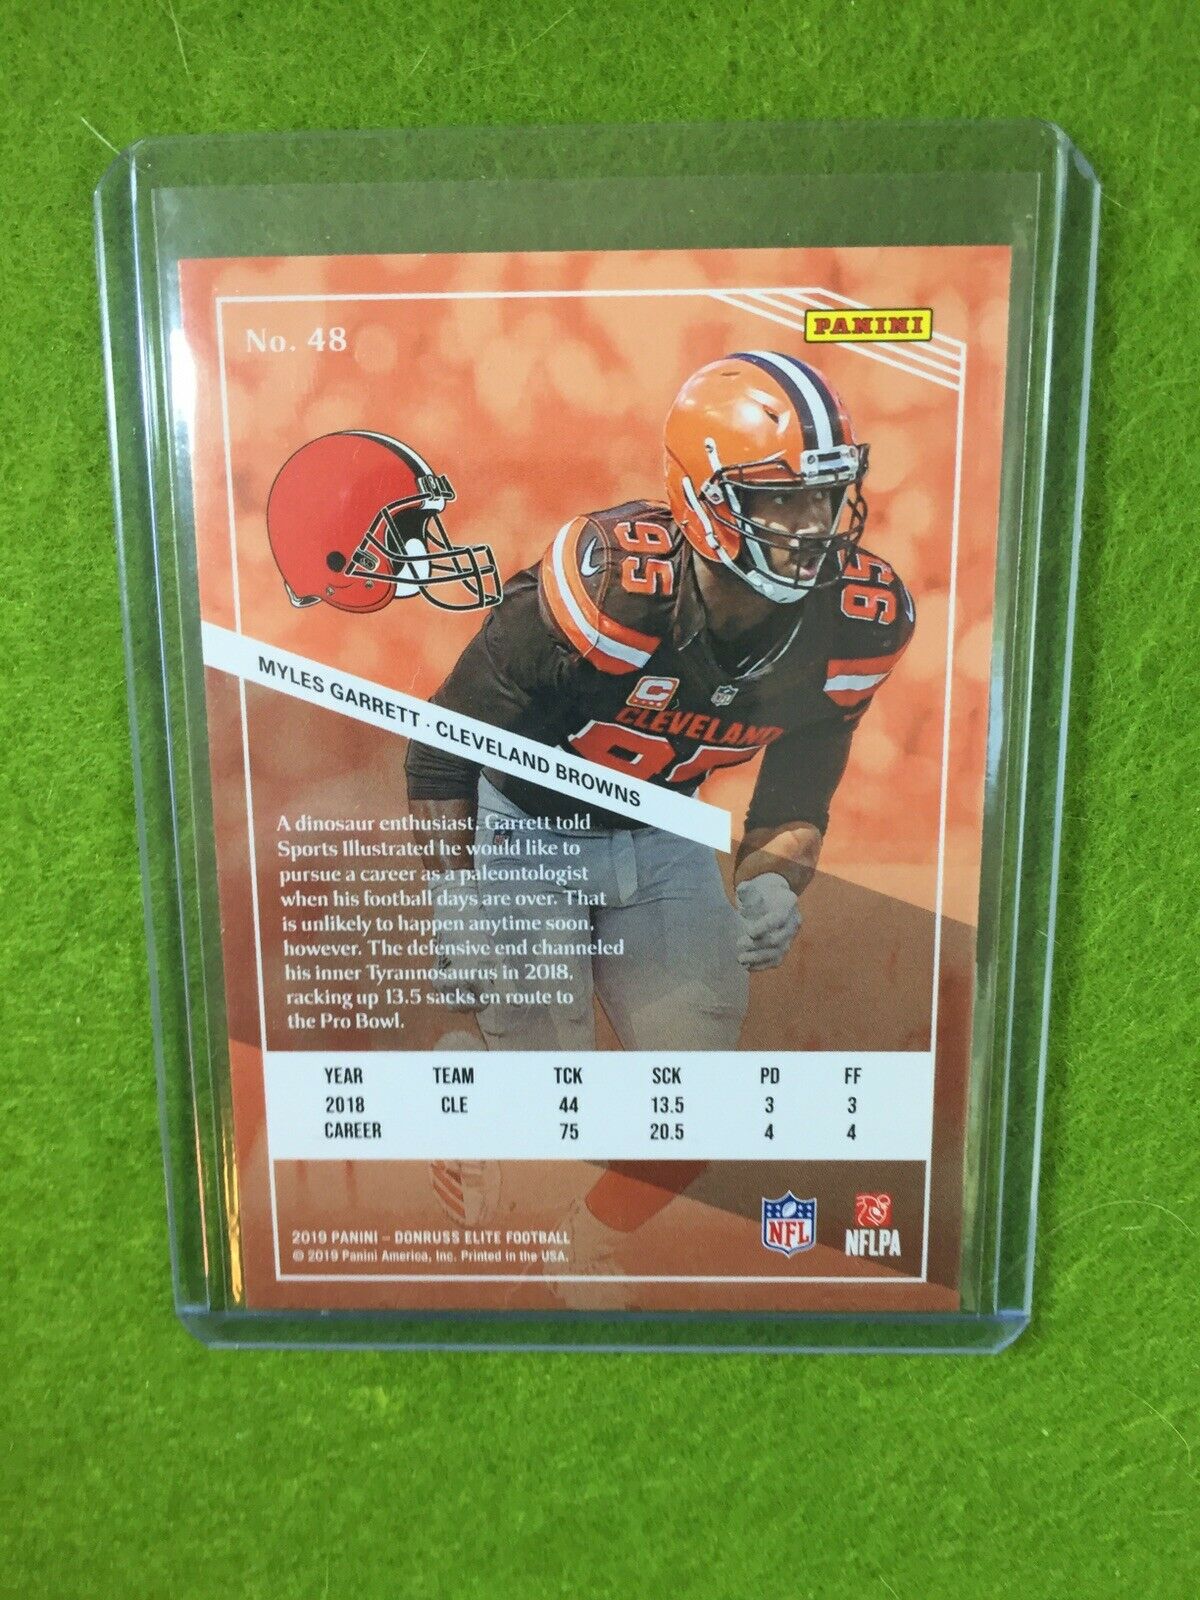 No. 48
PANINI
95
95
C
NFL
CLEVELAND
95
MYLES GARRETT · CLEVELAND BROWNS
A dinosaur enthusiast, Garrett told
Sports Illustrated he would like to
pursue a career as a paleontologist
when his football days are over. That
is unlikely to happen anytime soon,
however. The defensive end channeled
his inner Tyrannosaurus in 2018,
racking up 13.5 sacks en route to
the Pro Bowl.
YEAR TEAM TCK SCK PD FF
2018 CLE 44 13.5 3 3
CAREER 75 20.5 4 4
2019 PANINI – DONRUSS ELITE FOOTBALL
© 2019 Panini America, Inc. Printed in the USA.
NFL
NFLPA